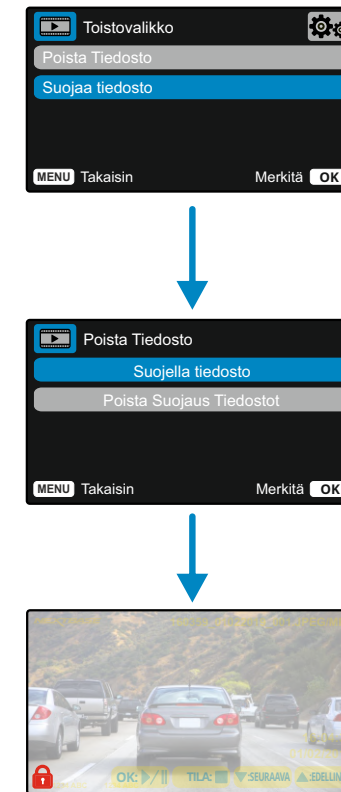 Toistovalikko
Poista Tiedosto
Suojaa tiedosto
MENU Takaisin Merkitä OK
Poista Tiedosto
Suojella tiedosto
Poista Suojaus Tiedostot
MENU Takaisin Merkitä OK
OK: / TILA: :SEURAAVA :EDELLIN